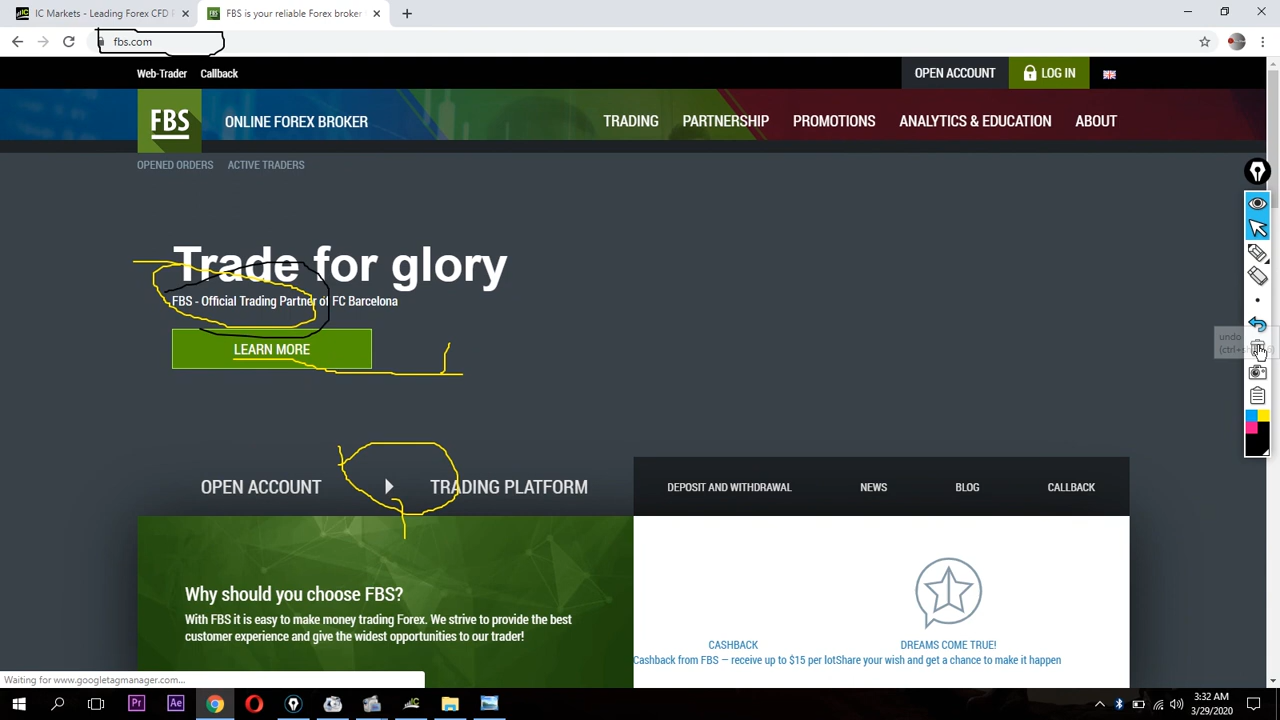 IC Markets - Leading Forex CFD
FBS is your reliable Forex broker
fbs.com
Web-Trader Callback
OPEN ACCOUNT LOG IN
FBS ONLINE FOREX BROKER
TRADING PARTNERSHIP PROMOTIONS ANALYTICS & EDUCATION ABOUT
OPENED ORDERS ACTIVE TRADERS
Trade for glory
FBS - Official Trading Partner of FC Barcelona
LEARN MORE
undo
OPEN ACCOUNT TRADING PLATFORM
DEPOSIT AND WITHDRAWAL NEWS BLOG CALLBACK
Why should you choose FBS?
With FBS it is easy to make money trading Forex. We strive to provide the best
customer experience and give the widest opportunities to our trader!
CASHBACK DREAMS COME TRUE!
Cashback from FBS – receive up to $15 per lotShare your wish and get a chance to make it happen
Waiting for www.googletagmanager.com...
Pr Ae
3:32 AM
3/29/2020